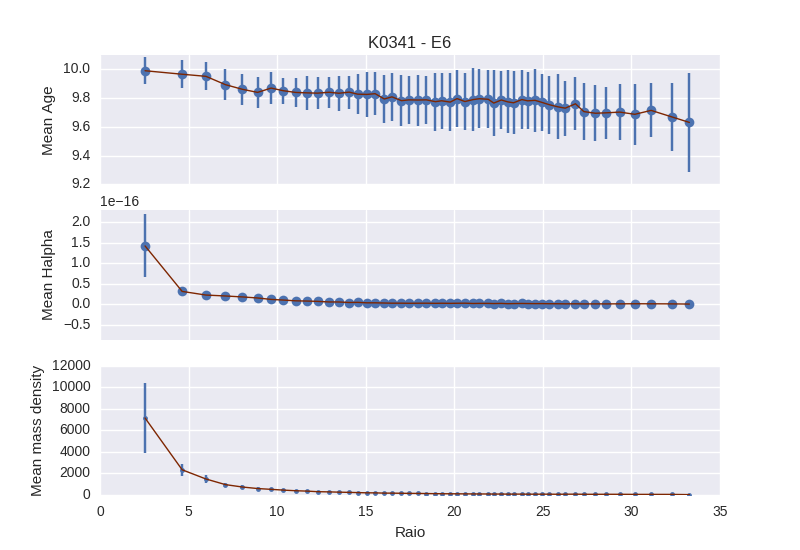 K0341 - E6
10.0
9.8
9.6
9.4
9.2
Mean Age
1e−16
2.0
1.5
1.0
0.5
0.0
−0.5
Mean Halpha
12000
10000
8000
6000
4000
2000
0
Mean mass density
0 5 10 15 20 25 30 35
Raio